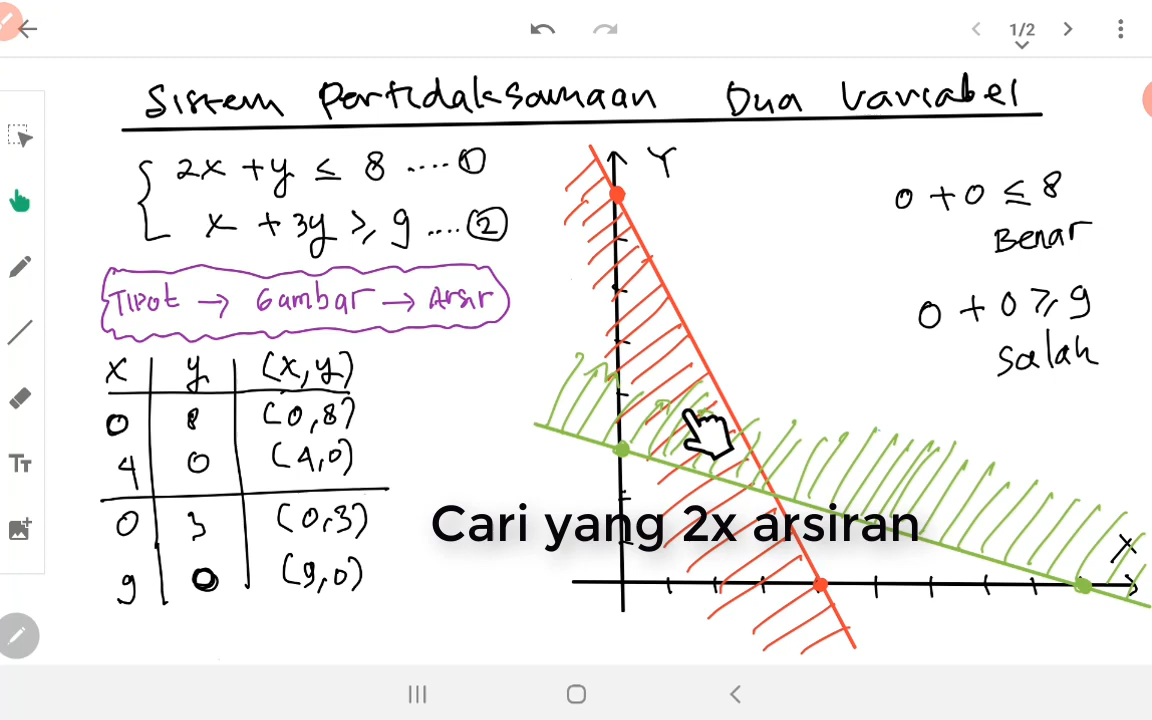 1/2
Sistem Pertidaksamaan Dua Variabel
2x + y ≤ 8 .....①
x + 3y ≥ 9 ....②
Titot → Gambar → Arsir
x y (x,y)
0 8 (0,8)
4 0 (4,0)
0 3 (0,3)
9 0 (9,0)
Y
0 + 0 ≤ 8
Benar
0 + 0 ≥ 9
Salah
Cari yang 2x arsiran
X
Tт